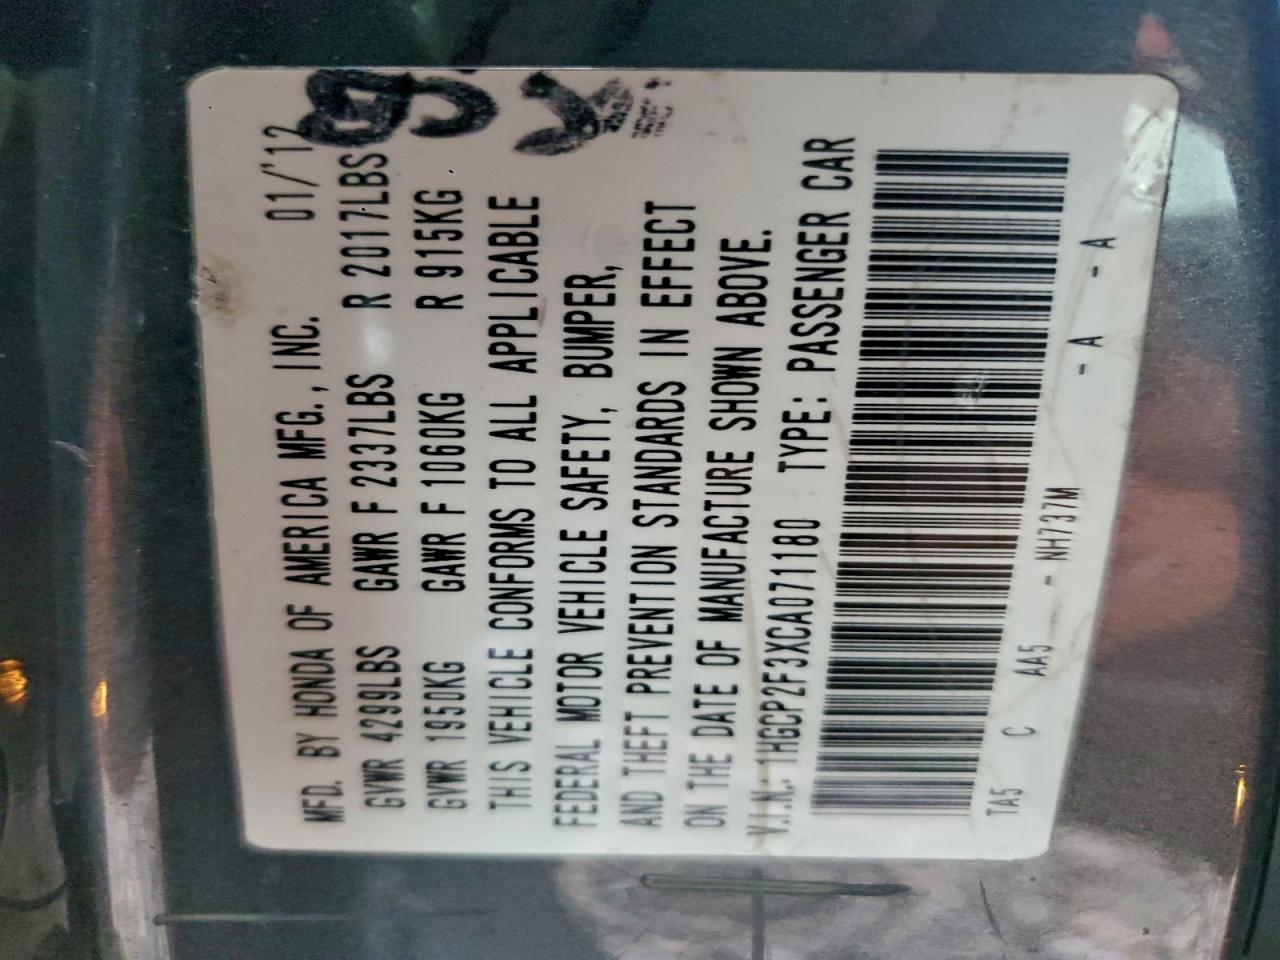 MFD. BY HONDA OF AMERICA MFG., INC. 01/'12
GVWR 4299LBS GAWR F 2337LBS R 2017LBS
GVWR 1950KG GAWR F 1060KG R 915KG
THIS VEHICLE CONFORMS TO ALL APPLICABLE
FEDERAL MOTOR VEHICLE SAFETY, BUMPER,
AND THEFT PREVENTION STANDARDS IN EFFECT
ON THE DATE OF MANUFACTURE SHOWN ABOVE.
V.I.N.: 1HGCP2F3XCA071180 TYPE: PASSENGER CAR
TA5 C AA5 - NH737M - A - A